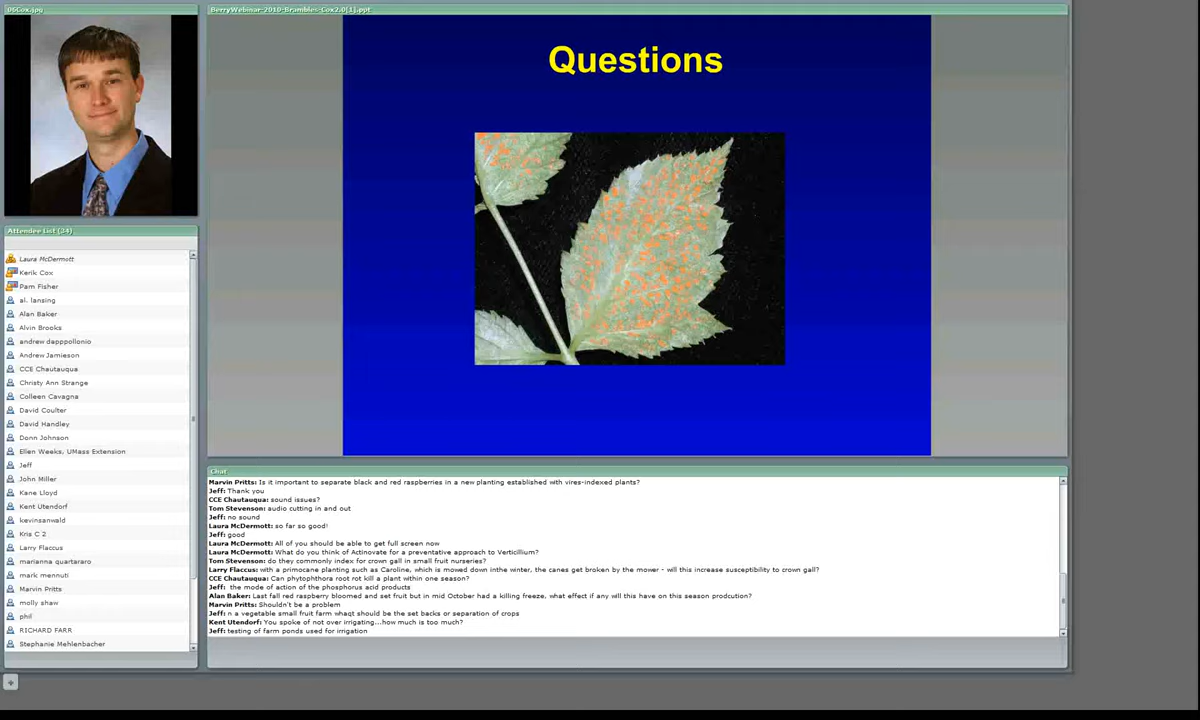 06Cox.jpg
BerryWebinar-2010-Brambles-Cox2.0[1].ppt
Questions
Attendee List (34)
Laura McDermott
Kerik Cox
Pam Fisher
al. lansing
Alan Baker
Alvin Brooks
andrew dapppollonio
Andrew Jamieson
CCE Chautauqua
Christy Ann Strange
Colleen Cavagna
David Coulter
David Handley
Donn Johnson
Ellen Weeks, UMass Extension
Jeff
John Miller
Kane Lloyd
Kent Utendorf
kevinsanwald
Kris C 2
Larry Flaccus
marianna quartararo
mark mennuti
Marvin Pritts
molly shaw
phil
RICHARD FARR
Stephanie Mehlenbacher
Chat
Marvin Pritts: Is it important to separate black and red raspberries in a new planting established with vires-indexed plants?
Jeff: Thank you
CCE Chautauqua: sound issues?
Tom Stevenson: audio cutting in and out
Jeff: no sound
Laura McDermott: so far so good!
Jeff: good
Laura McDermott: All of you should be able to get full screen now
Laura McDermott: What do you think of Actinovate for a preventative approach to Verticillium?
Tom Stevenson: do they commonly index for crown gall in small fruit nurseries?
Larry Flaccus: with a primocane planting such as Caroline, which is mowed down inthe winter, the canes get broken by the mower - will this increase susceptibility to crown gall?
CCE Chautauqua: Can phytophthora root rot kill a plant within one season?
Jeff: the mode of action of the phosphorus acid products
Alan Baker: Last fall red raspberry bloomed and set fruit but in mid October had a killing freeze, what effect if any will this have on this season prodcution?
Marvin Pritts: Shouldn't be a problem
Jeff: n a vegetable small fruit farm whaqt should be the set backs or separation of crops
Kent Utendorf: You spoke of not over irrigating...how much is too much?
Jeff: testing of farm ponds used for irrigation